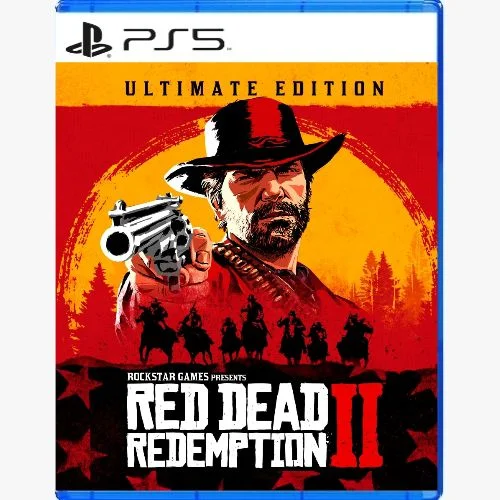 PS5
ULTIMATE EDITION
ROCKSTAR GAMES PRESENTS
RED DEAD
REDEMPTION II